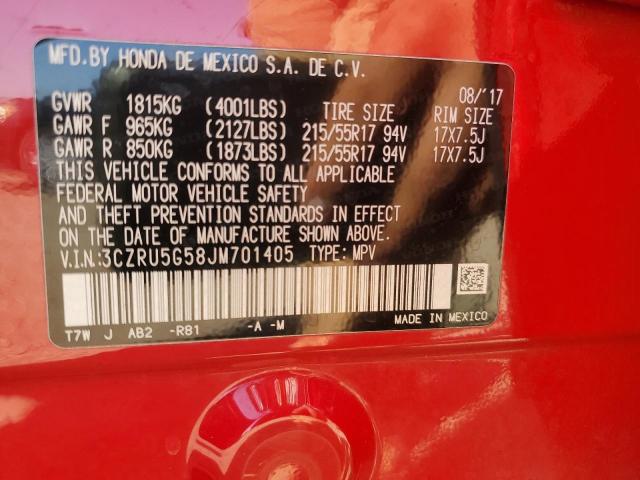 MFD.BY HONDA DE MEXICO S.A. DE C.V.
08/'17
GVWR 1815KG (4001LBS) TIRE SIZE RIM SIZE
GAWR F 965KG (2127LBS) 215/55R17 94V 17X7.5J
GAWR R 850KG (1873LBS) 215/55R17 94V 17X7.5J
THIS VEHICLE CONFORMS TO ALL APPLICABLE
FEDERAL MOTOR VEHICLE SAFETY
AND THEFT PREVENTION STANDARDS IN EFFECT
ON THE DATE OF MANUFACTURE SHOWN ABOVE.
V.I.N:3CZRU5G58JM701405 TYPE: MPV
T7W J AB2 -R81 -A -M MADE IN MEXICO